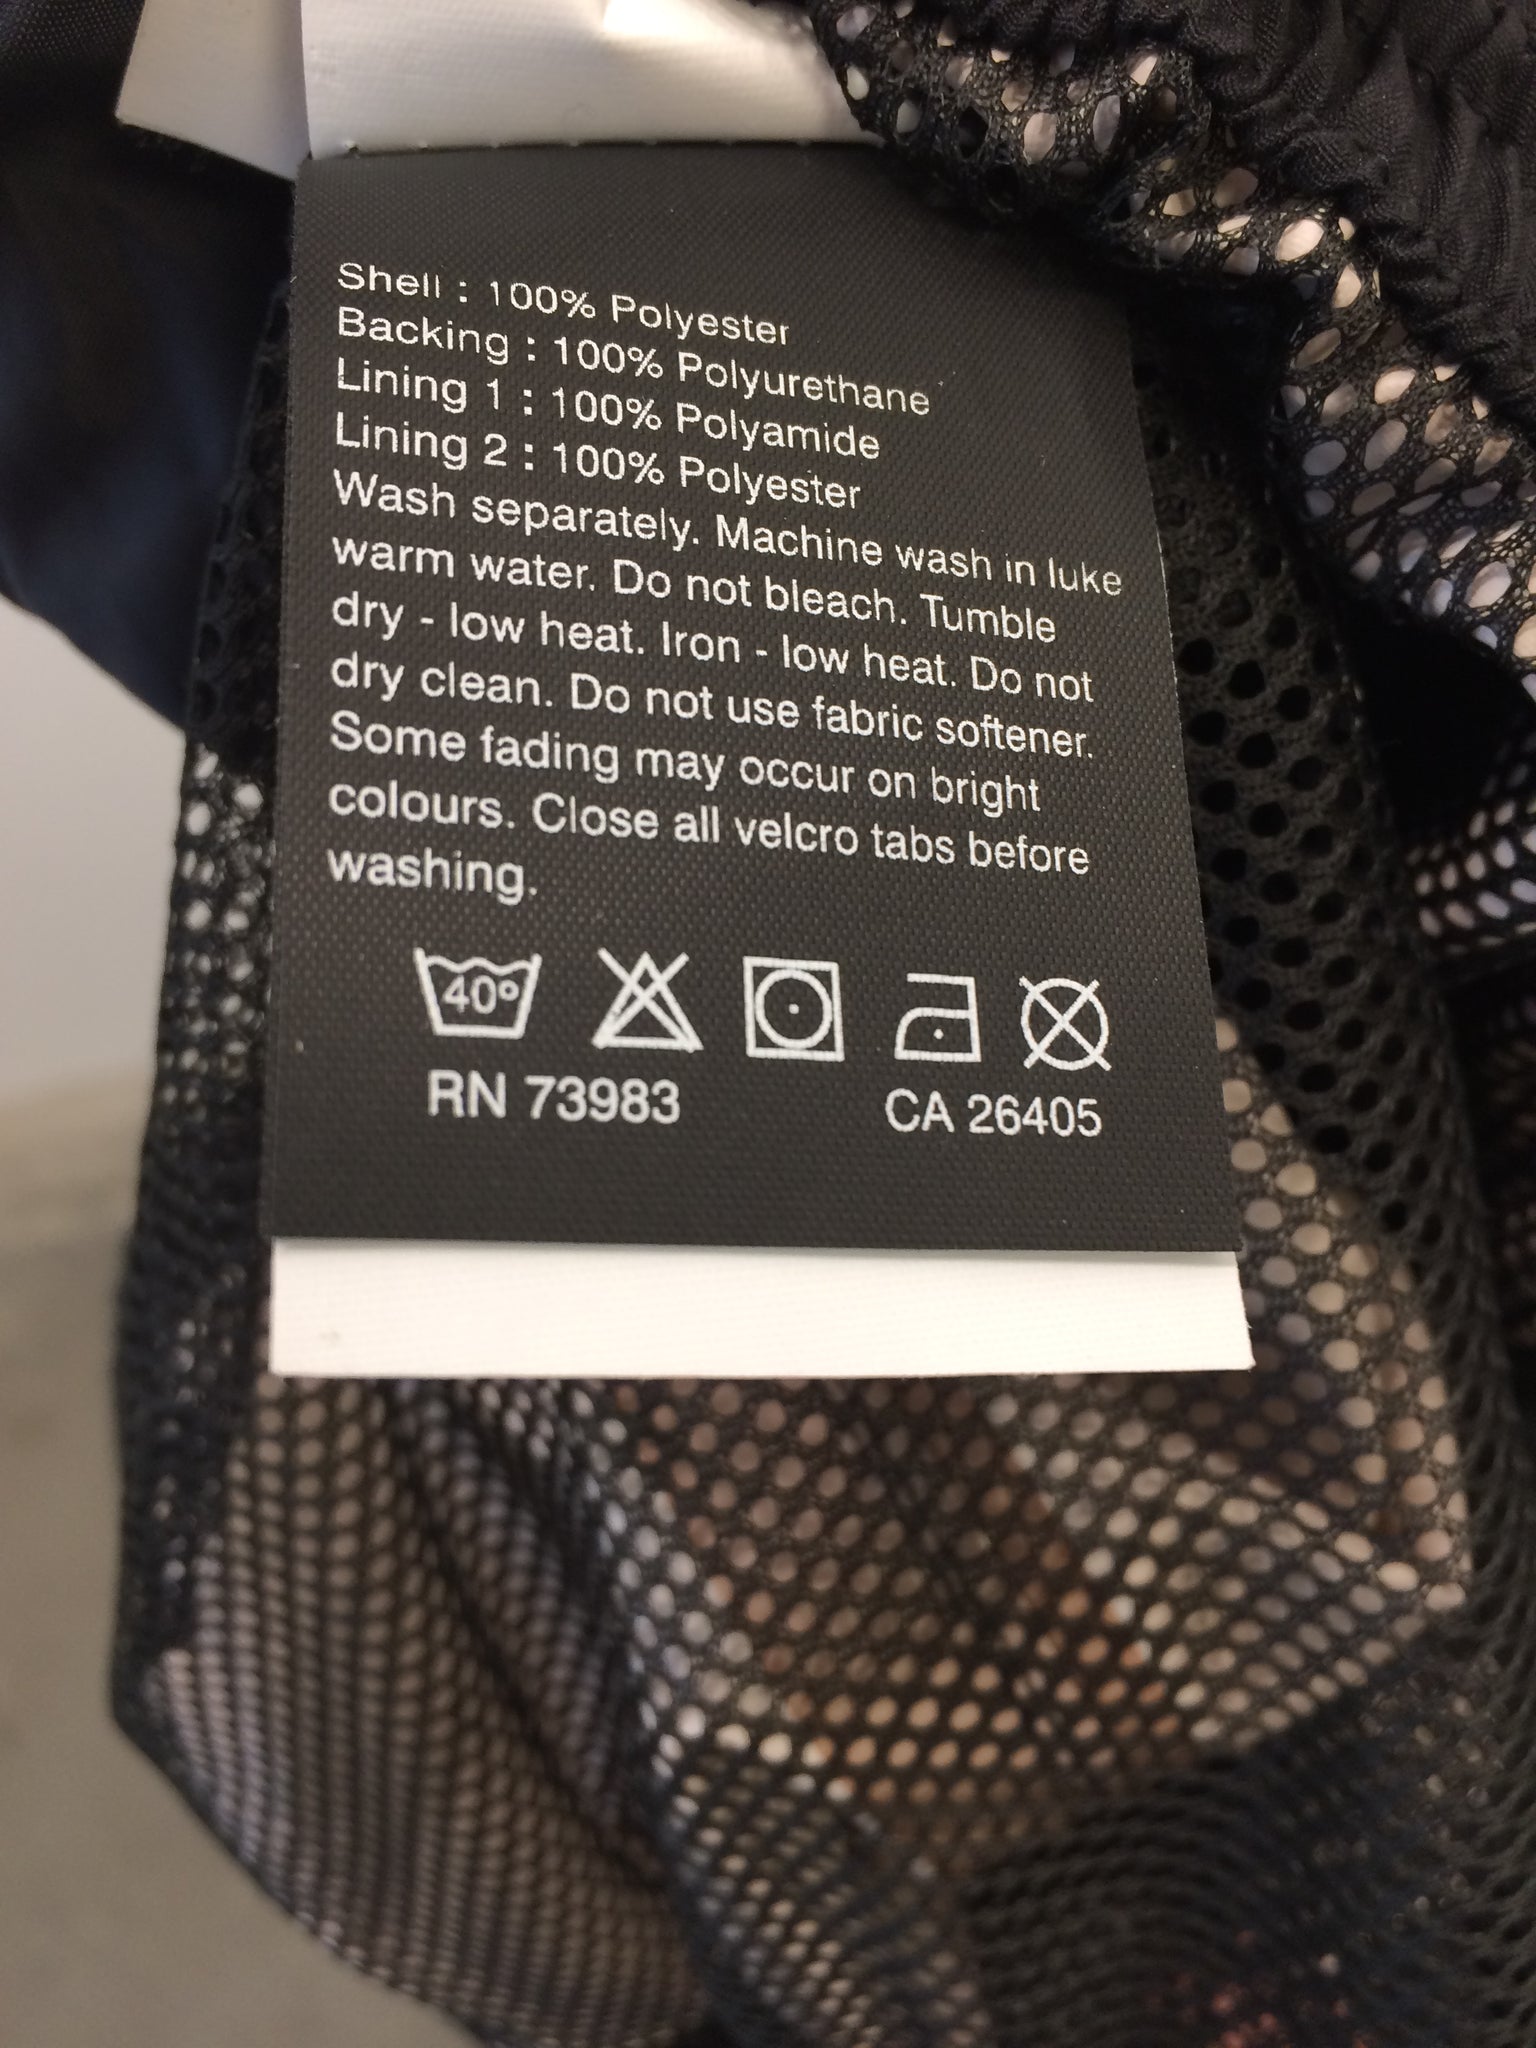 Shell : 100% Polyester
Backing : 100% Polyurethane
Lining 1 : 100% Polyamide
Lining 2 : 100% Polyester
Wash separately. Machine wash in luke
warm water. Do not bleach. Tumble
dry - low heat. Iron - low heat. Do not
dry clean. Do not use fabric softener.
Some fading may occur on bright
colours. Close all velcro tabs before
washing.
40°
RN 73983 CA 26405